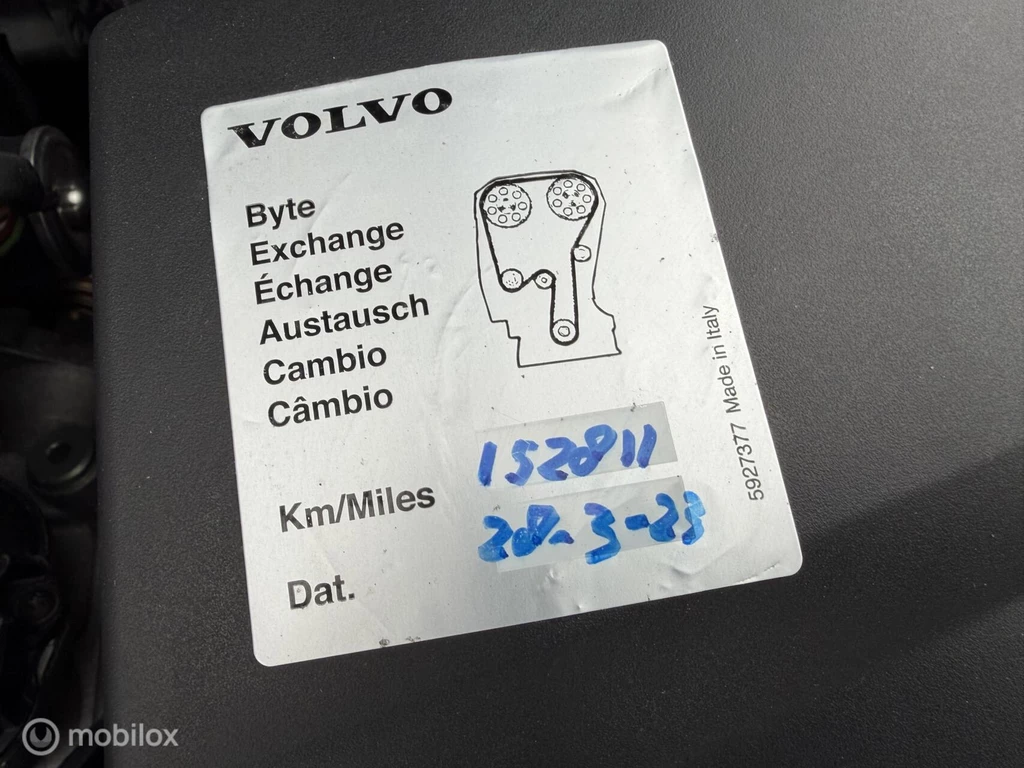 VOLVO
Byte
Exchange
Échange
Austausch
Cambio
Câmbio
Km/Miles 152811
Dat. 28-3-23
5927377 Made in Italy
mobilox